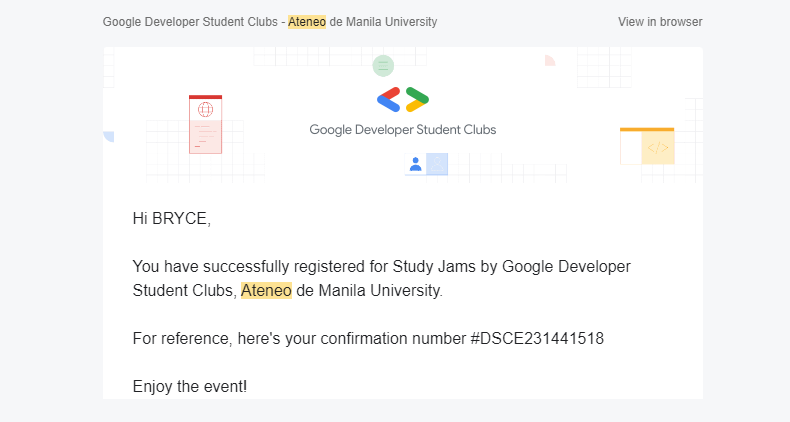 Google Developer Student Clubs - Ateneo de Manila University
View in browser
Google Developer Student Clubs
Hi BRYCE,
You have successfully registered for Study Jams by Google Developer
Student Clubs, Ateneo de Manila University.
For reference, here's your confirmation number #DSCE231441518
Enjoy the event!